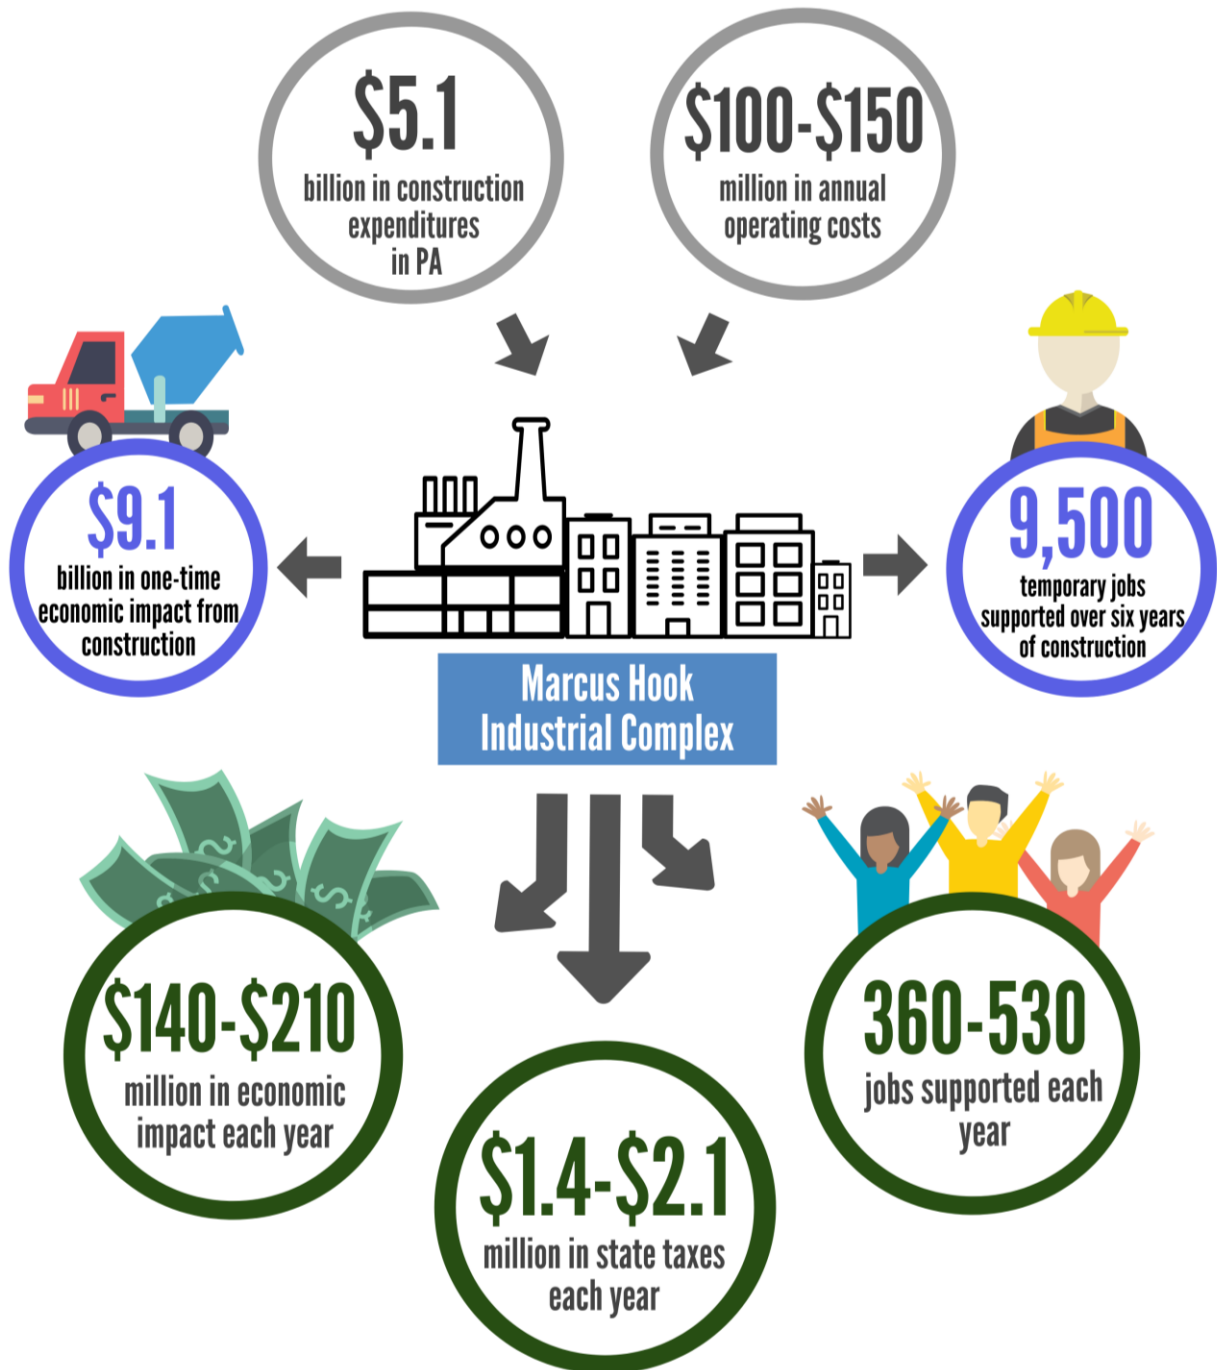 $5.1
billion in construction
expenditures
in PA
$100-$150
million in annual
operating costs
$9.1
billion in one-time
economic impact from
construction
9,500
temporary jobs
supported over six years
of construction
Marcus Hook
Industrial Complex
$140-$210
million in economic
impact each year
360-530
jobs supported each
year
$1.4-$2.1
million in state taxes
each year